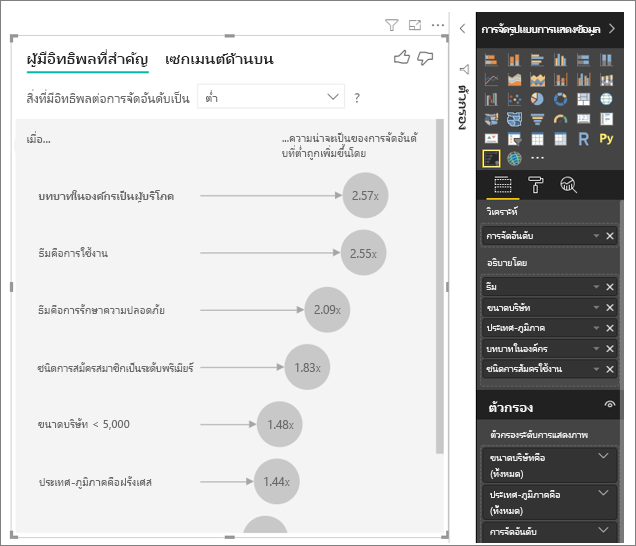 ผู้มีอิทธิพลที่สำคัญ เซกเมนต์ด้านบน
สิ่งที่มีอิทธิพลต่อการจัดอันดับเป็น ต่ำ ?
เมื่อ...
...ความน่าจะเป็นของการจัดอันดั
บที่ต่ำถูกเพิ่มขึ้นโดย
บทบาทในองค์กรเป็นผู้บริโภค 2.57x
ธีมคือการใช้งาน 2.55x
ธีมคือการรักษาความปลอดภัย 2.09x
ชนิดการสมัครสมาชิกเป็นระดับพรีเมียร์ 1.83x
ขนาดบริษัท < 5,000 1.48x
ประเทศ-ภูมิภาคคือฝรั่งเศส 1.44x
ตัวกรอง
การจัดรูปแบบการแสดงข้อมูล
R Py
วิเคราะห์
การจัดอันดับ
อธิบายโดย
ธีม
ขนาดบริษัท
ประเทศ-ภูมิภาค
บทบาทในองค์กร
ชนิดการสมัครใช้งาน
ตัวกรอง
ตัวกรองระดับการแสดงภาพ
ขนาดบริษัทคือ
(ทั้งหมด)
ประเทศ-ภูมิภาคคือ
(ทั้งหมด)
การจัดอันดับ